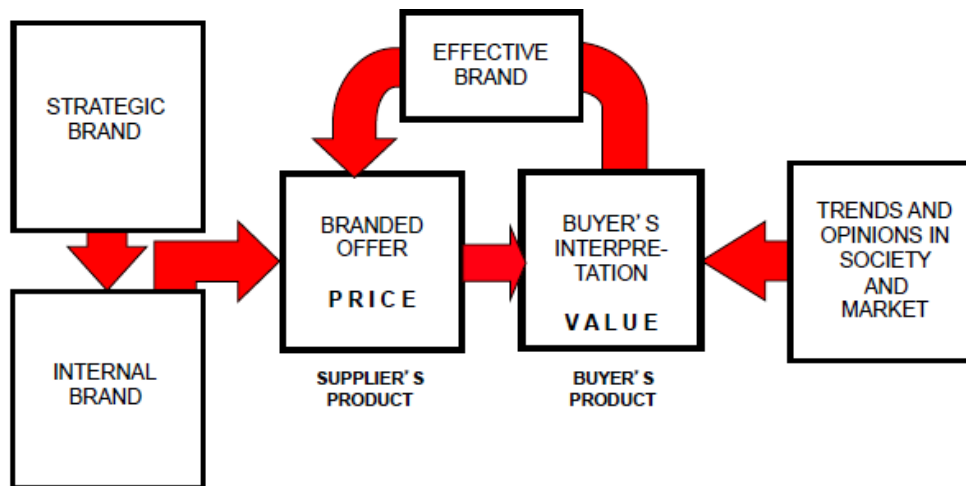 EFFECTIVE
BRAND
STRATEGIC
BRAND
BRANDED
OFFER
PRICE
BUYER'S
INTERPRE-
TATION
VALUE
TRENDS AND
OPINIONS IN
SOCIETY
AND
MARKET
INTERNAL
BRAND
SUPPLIER'S
PRODUCT
BUYER'S
PRODUCT